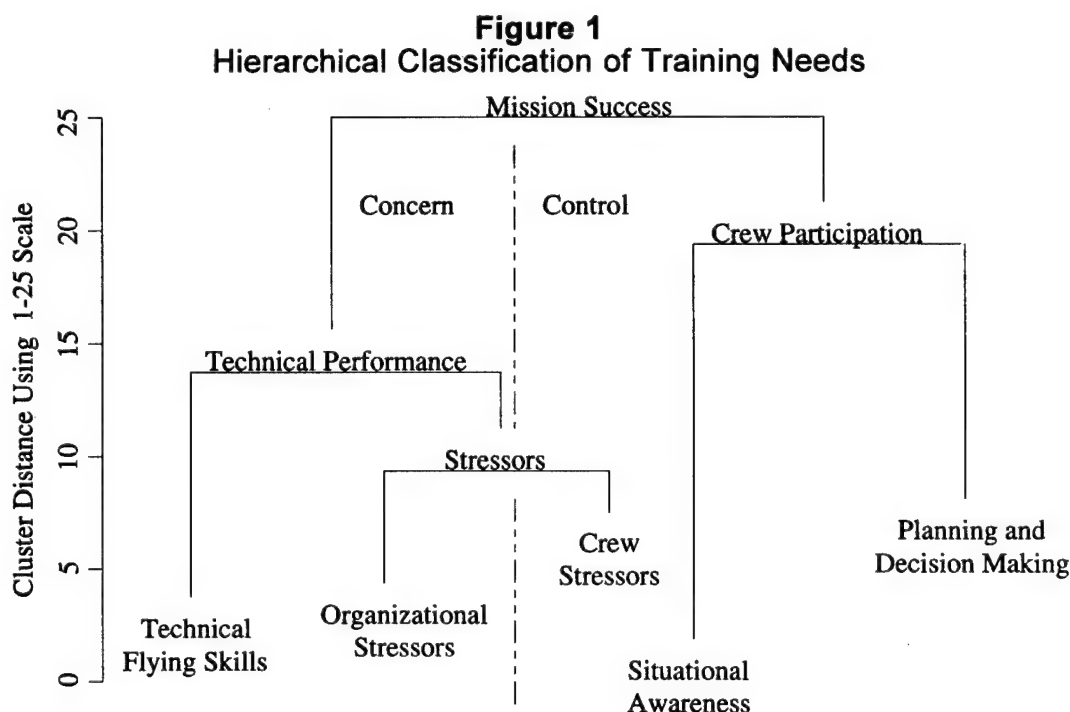 Figure 1
Hierarchical Classification of Training Needs
Mission Success
Concern
Control
Crew Participation
Technical Performance
Stressors
Crew
Stressors
Planning and
Decision Making
Organizational
Stressors
Technical
Flying Skills
Situational
Awareness
Cluster Distance Using 1-25 Scale
25
20
15
10
5
0